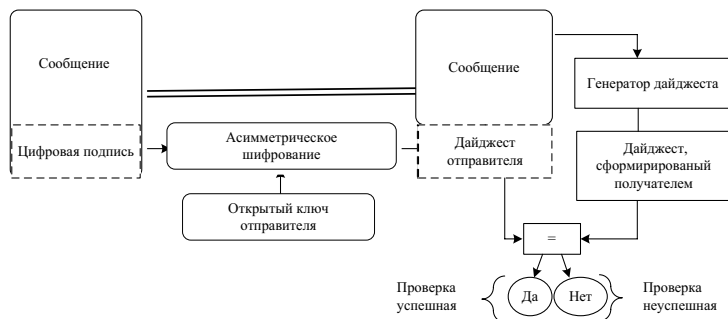 Сообщение
Цифровая подпись
Асимметрическое
шифрование
Открытый ключ
отправителя
Сообщение
Дайджест
отправителя
Генератор дайджеста
Дайджест,
сформирированый
получателем
=
Да
Нет
Проверка
успешная
Проверка
неуспешная